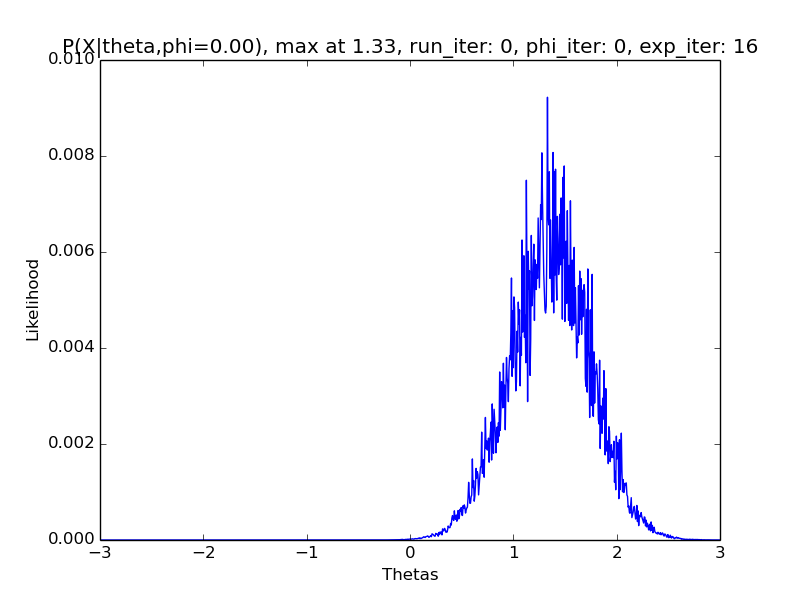 P(X|theta,phi=0.00), max at 1.33, run_iter: 0, phi_iter: 0, exp_iter: 16
0.010
0.008
0.006
0.004
0.002
0.000
Likelihood
−3 −2 −1 0 1 2 3
Thetas